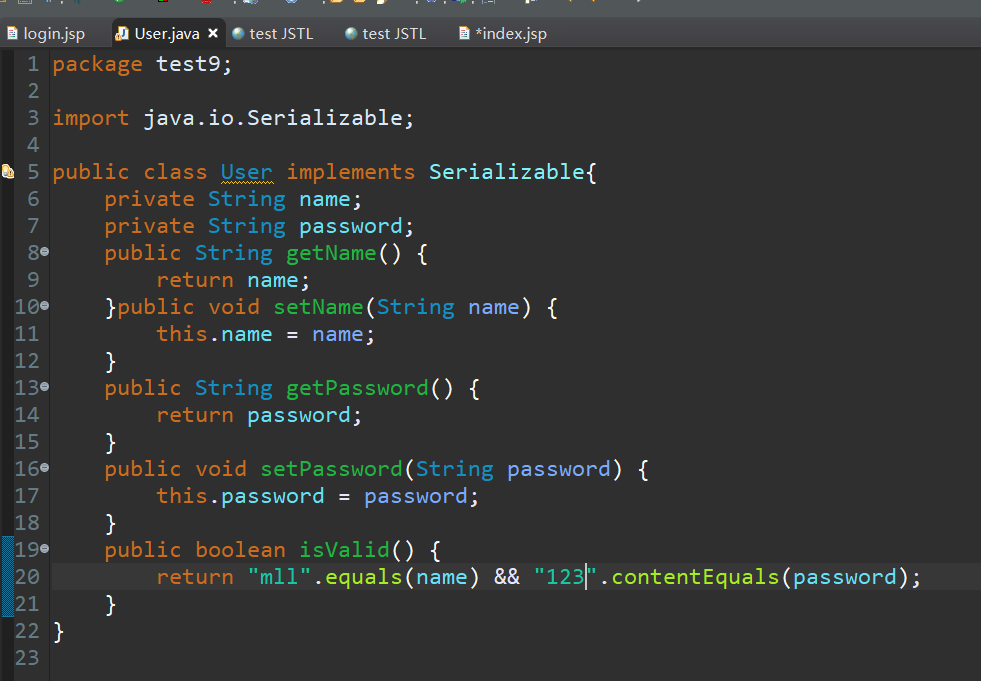 login.jsp User.java test JSTL test JSTL *index.jsp
1 package test9;
2
3 import java.io.Serializable;
4
5 public class User implements Serializable{
6     private String name;
7     private String password;
8     public String getName() {
9         return name;
10     }public void setName(String name) {
11         this.name = name;
12     }
13     public String getPassword() {
14         return password;
15     }
16     public void setPassword(String password) {
17         this.password = password;
18     }
19     public boolean isValid() {
20         return "mll".equals(name) && "123".contentEquals(password);
21     }
22 }
23